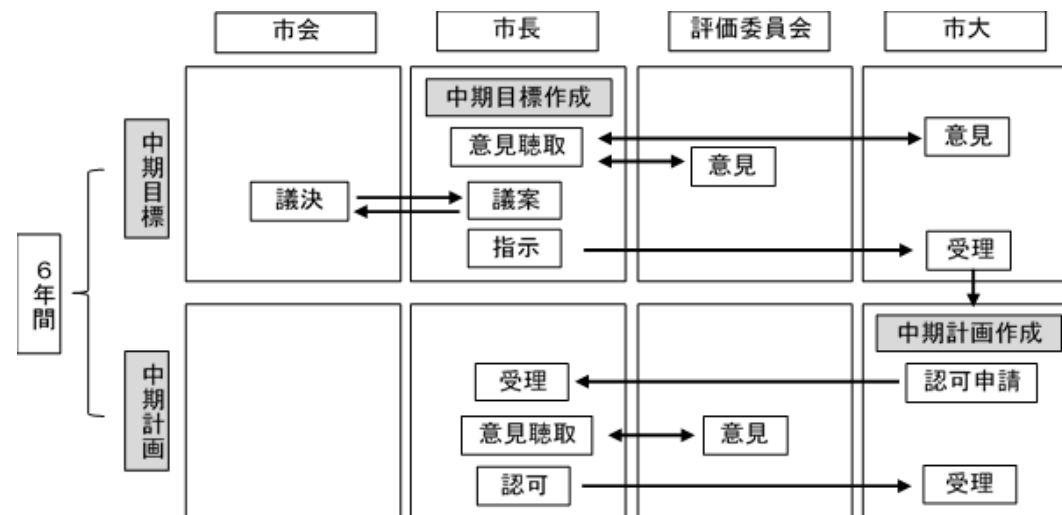 市会
市長
評価委員会
市大
中期目標作成
意見聴取
意見
意見
議決
議案
指示
受理
中期目標
6年間
中期計画作成
受理
認可申請
中期計画
意見聴取
意見
認可
受理